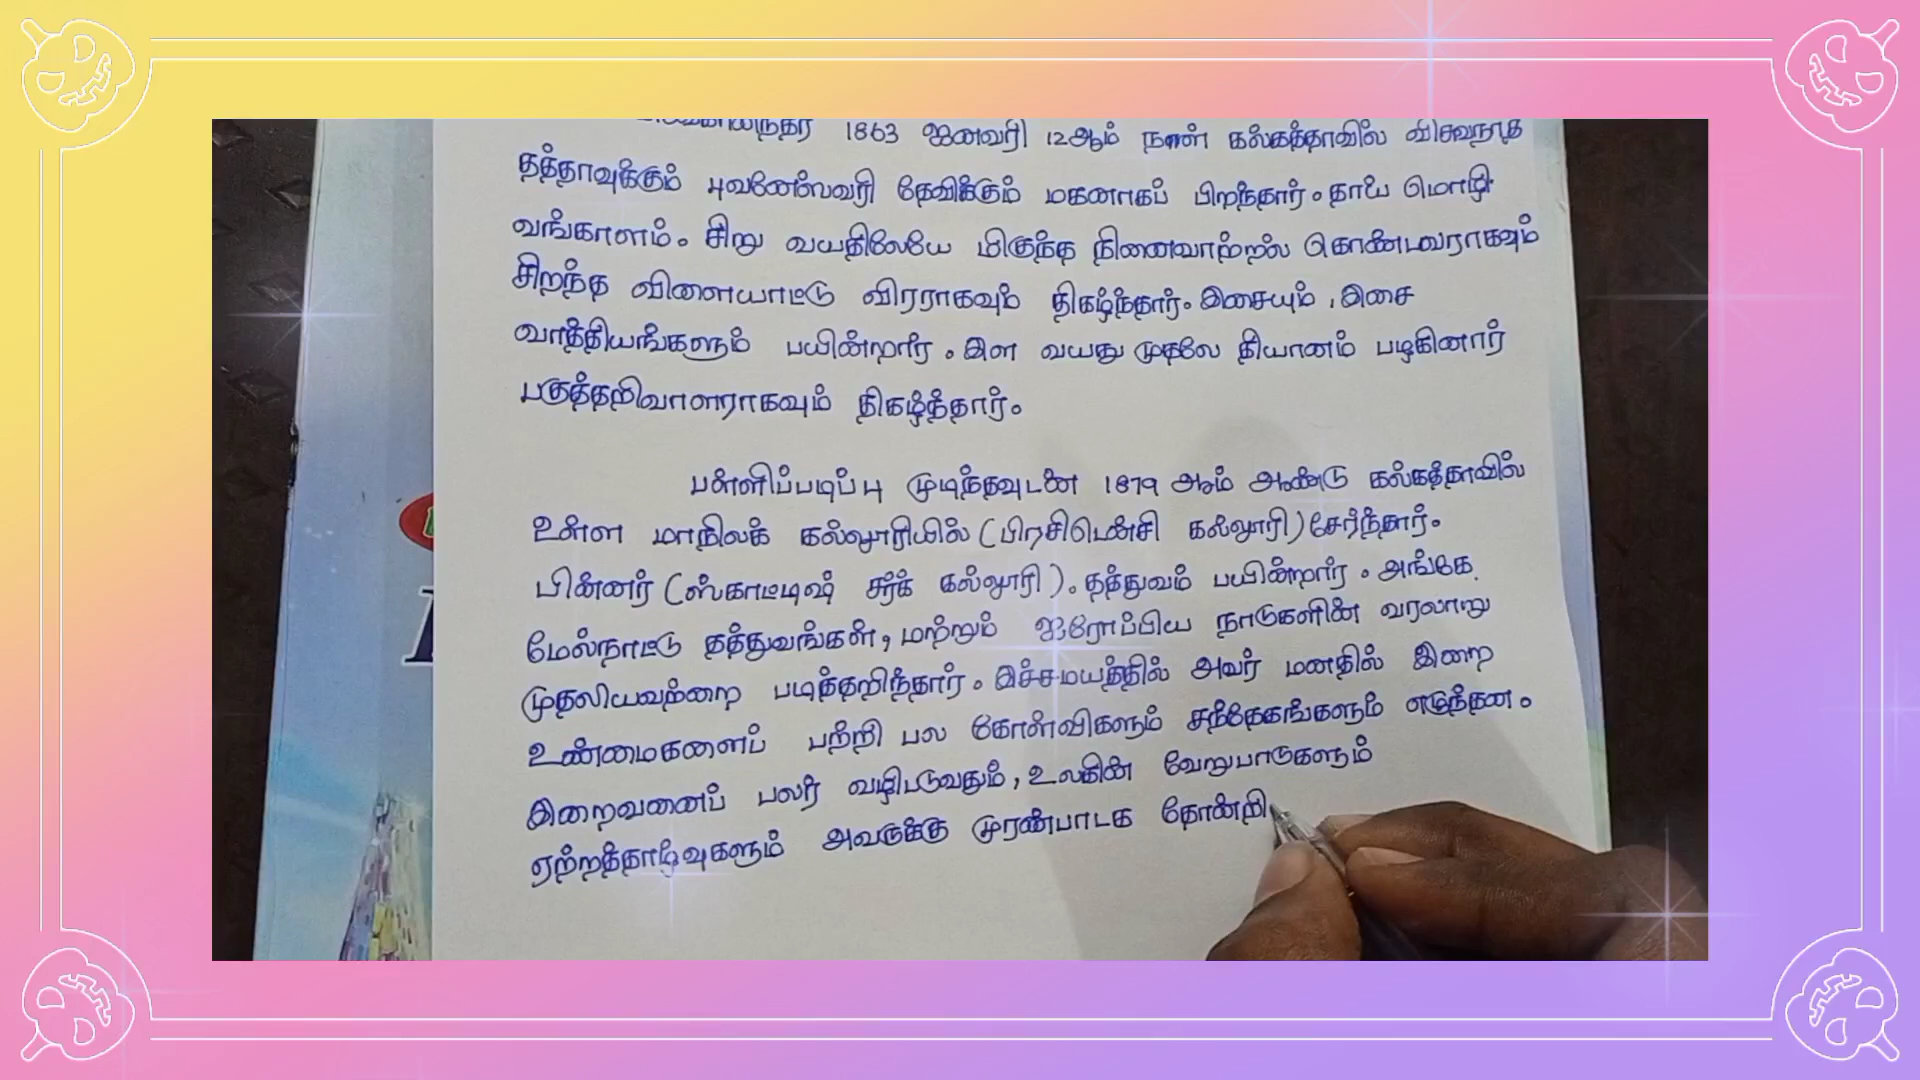 1863 ஜனவரி 12ஆம் நாள் கல்கத்தாவில் விசுவநாத
தத்தாவுக்கும் புவனேஸ்வரி தேவிக்கும் மகனாகப் பிறந்தார். தாய் மொழி
வங்காளம். சிறு வயதிலேயே மிகுந்த நினைவாற்றல் கொண்டவராகவும்
சிறந்த விளையாட்டு விரராகவும் திகழ்ந்தார். இசையும், இசை
வாத்தியங்களும் பயின்றார். இள வயது முதலே தியானம் பழகினார்
பகுத்தறிவாளராகவும் திகழ்ந்தார்.
பள்ளிப்படிப்பு முடிந்தவுடன் 1879 ஆம் ஆண்டு கல்கத்தாவில்
உள்ள மாநிலக் கல்லூரியில் (பிரசிடென்சி கல்லூரி) சேர்ந்தார்.
பின்னர் (ஸ்காட்டிஷ் சர்ச் கல்லூரி). தத்துவம் பயின்றார். அங்கே
மேல்நாட்டு தத்துவங்கள், மற்றும் ஐரோப்பிய நாடுகளின் வரலாறு
முதலியவற்றை படித்தறிந்தார். இச்சமயத்தில் அவர் மனதில் இறை
உண்மைகளைப் பற்றி பல கேள்விகளும் சந்தேகங்களும் எழுந்தன.
இறைவனைப் பலர் வழிபடுவதும், உலகின் வேறுபாடுகளும்
ஏற்றத்தாழ்வுகளும் அவருக்கு முரண்பாடக தோன்றி